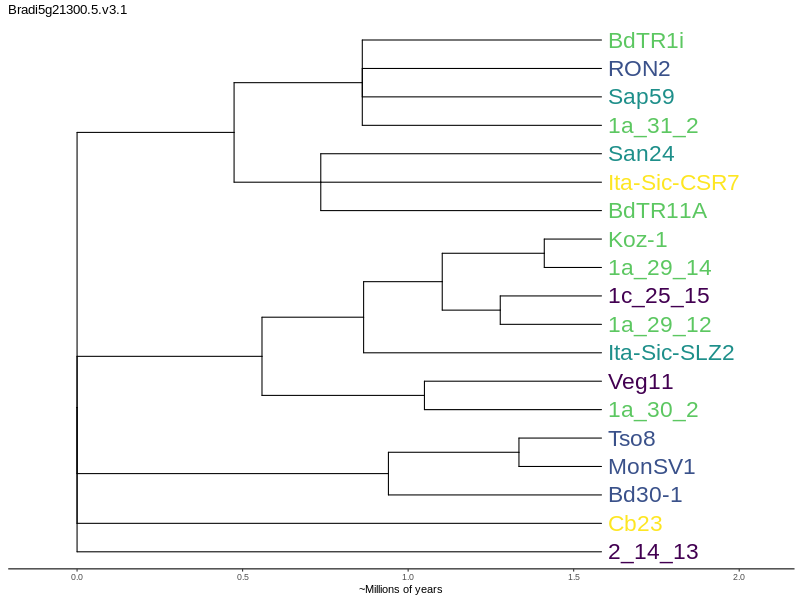 Bradi5g21300.5.v3.1
BdTR1i
RON2
Sap59
1a_31_2
San24
Ita-Sic-CSR7
BdTR11A
Koz-1
1a_29_14
1c_25_15
1a_29_12
Ita-Sic-SLZ2
Veg11
1a_30_2
Tso8
MonSV1
Bd30-1
Cb23
2_14_13
0.0 0.5 1.0 1.5 2.0
~Millions of years